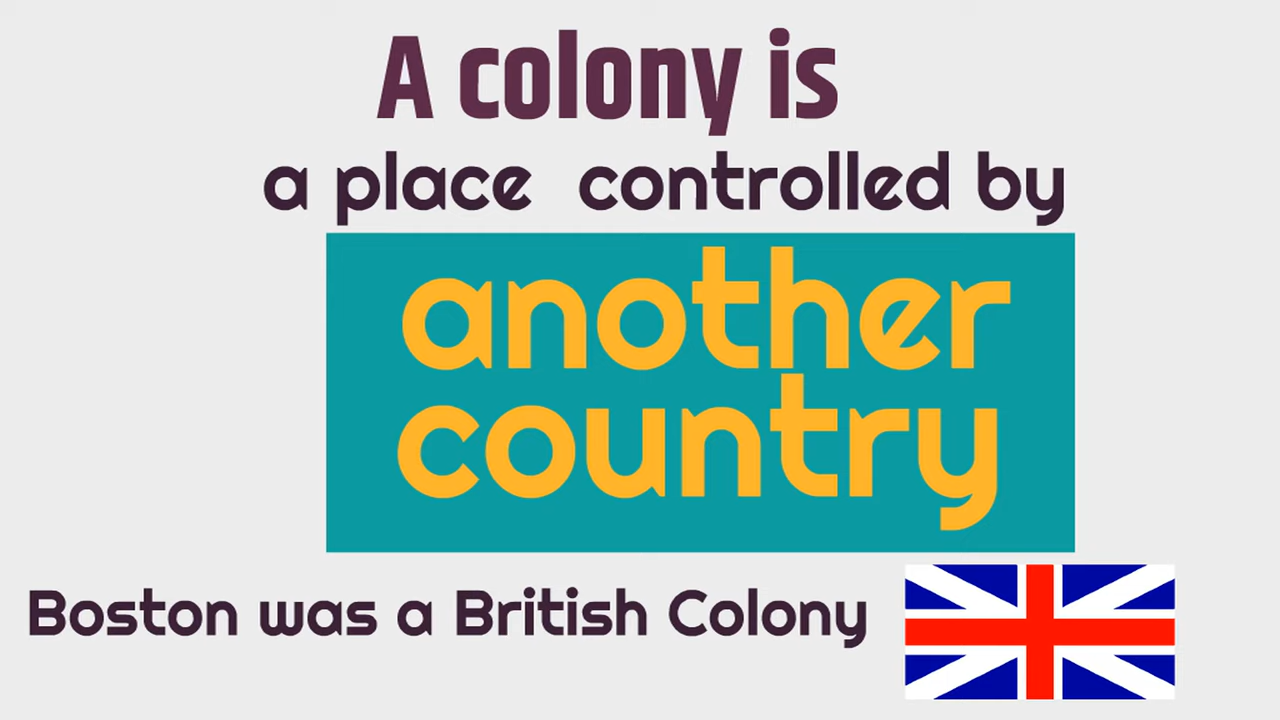 A colony is
a place controlled by
another
country
Boston was a British Colony